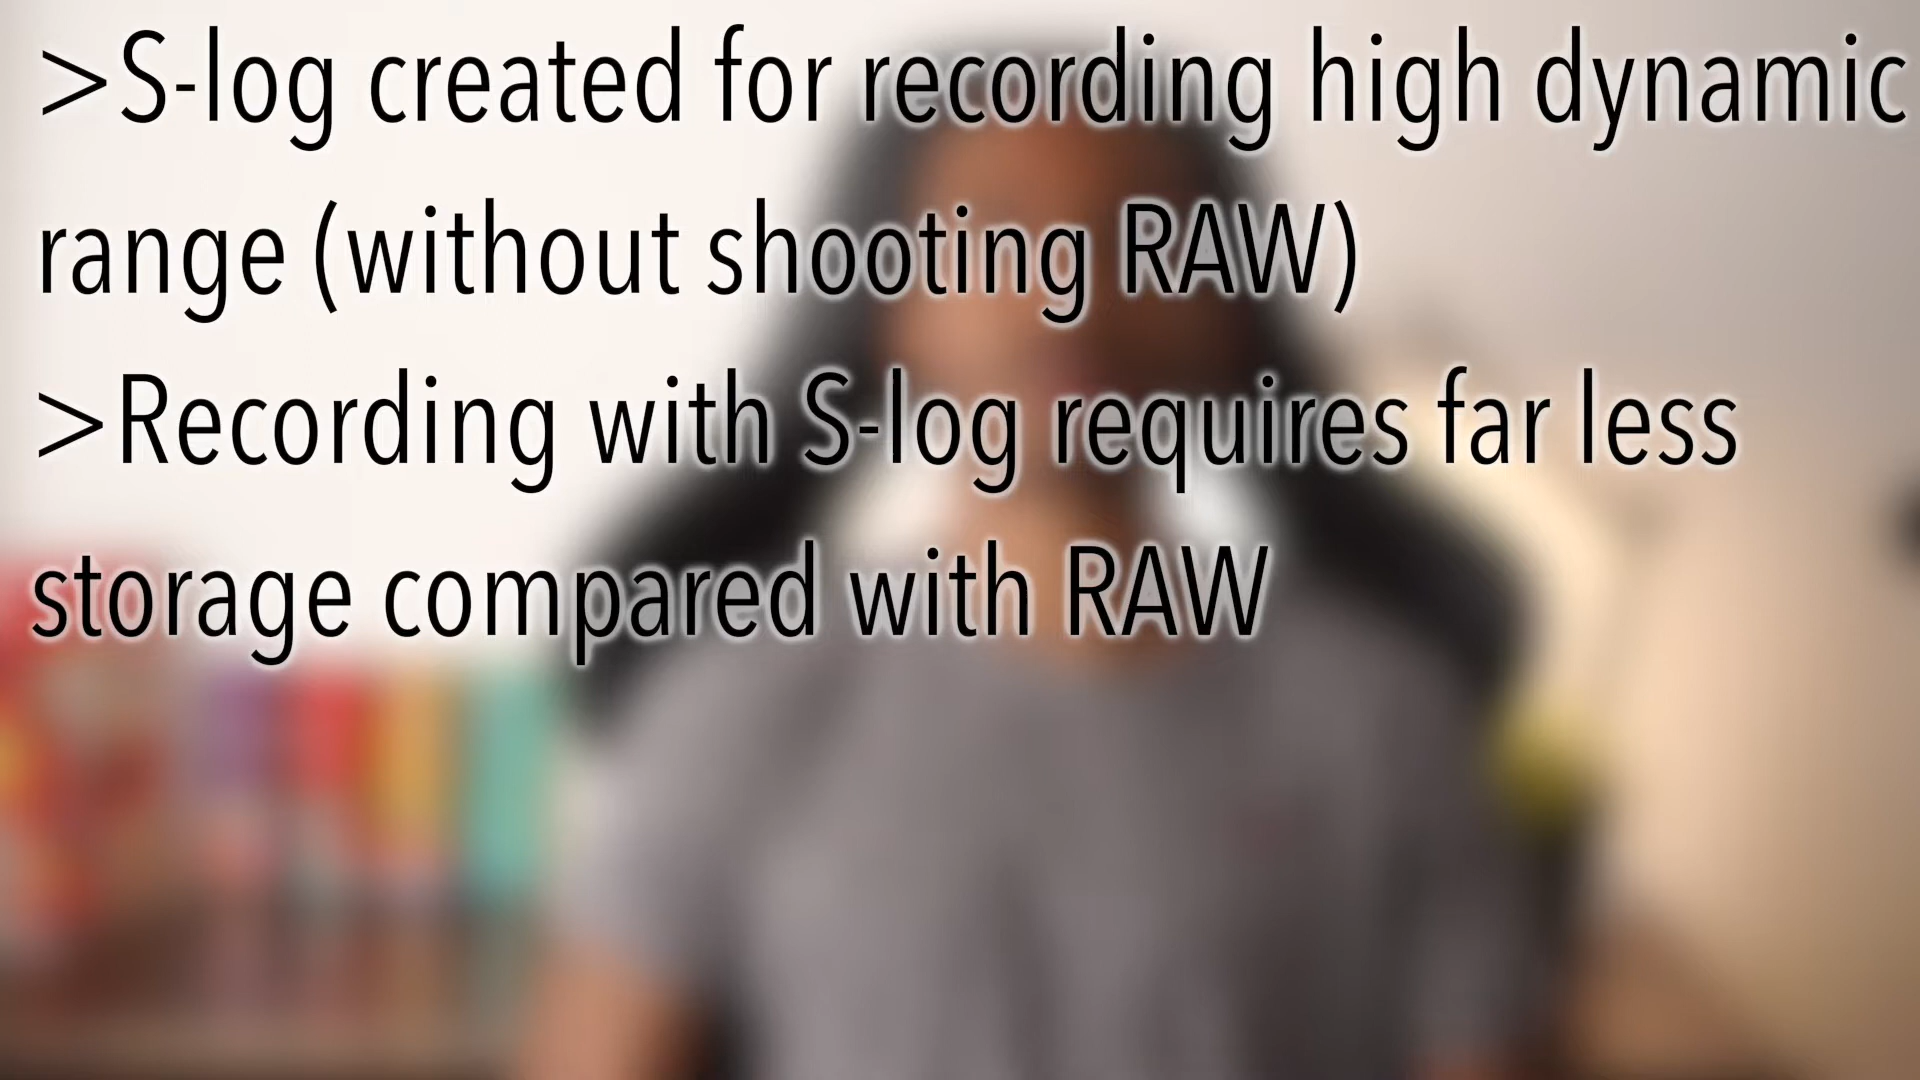 >S-log created for recording high dynamic
range (without shooting RAW)
>Recording with S-log requires far less
storage compared with RAW